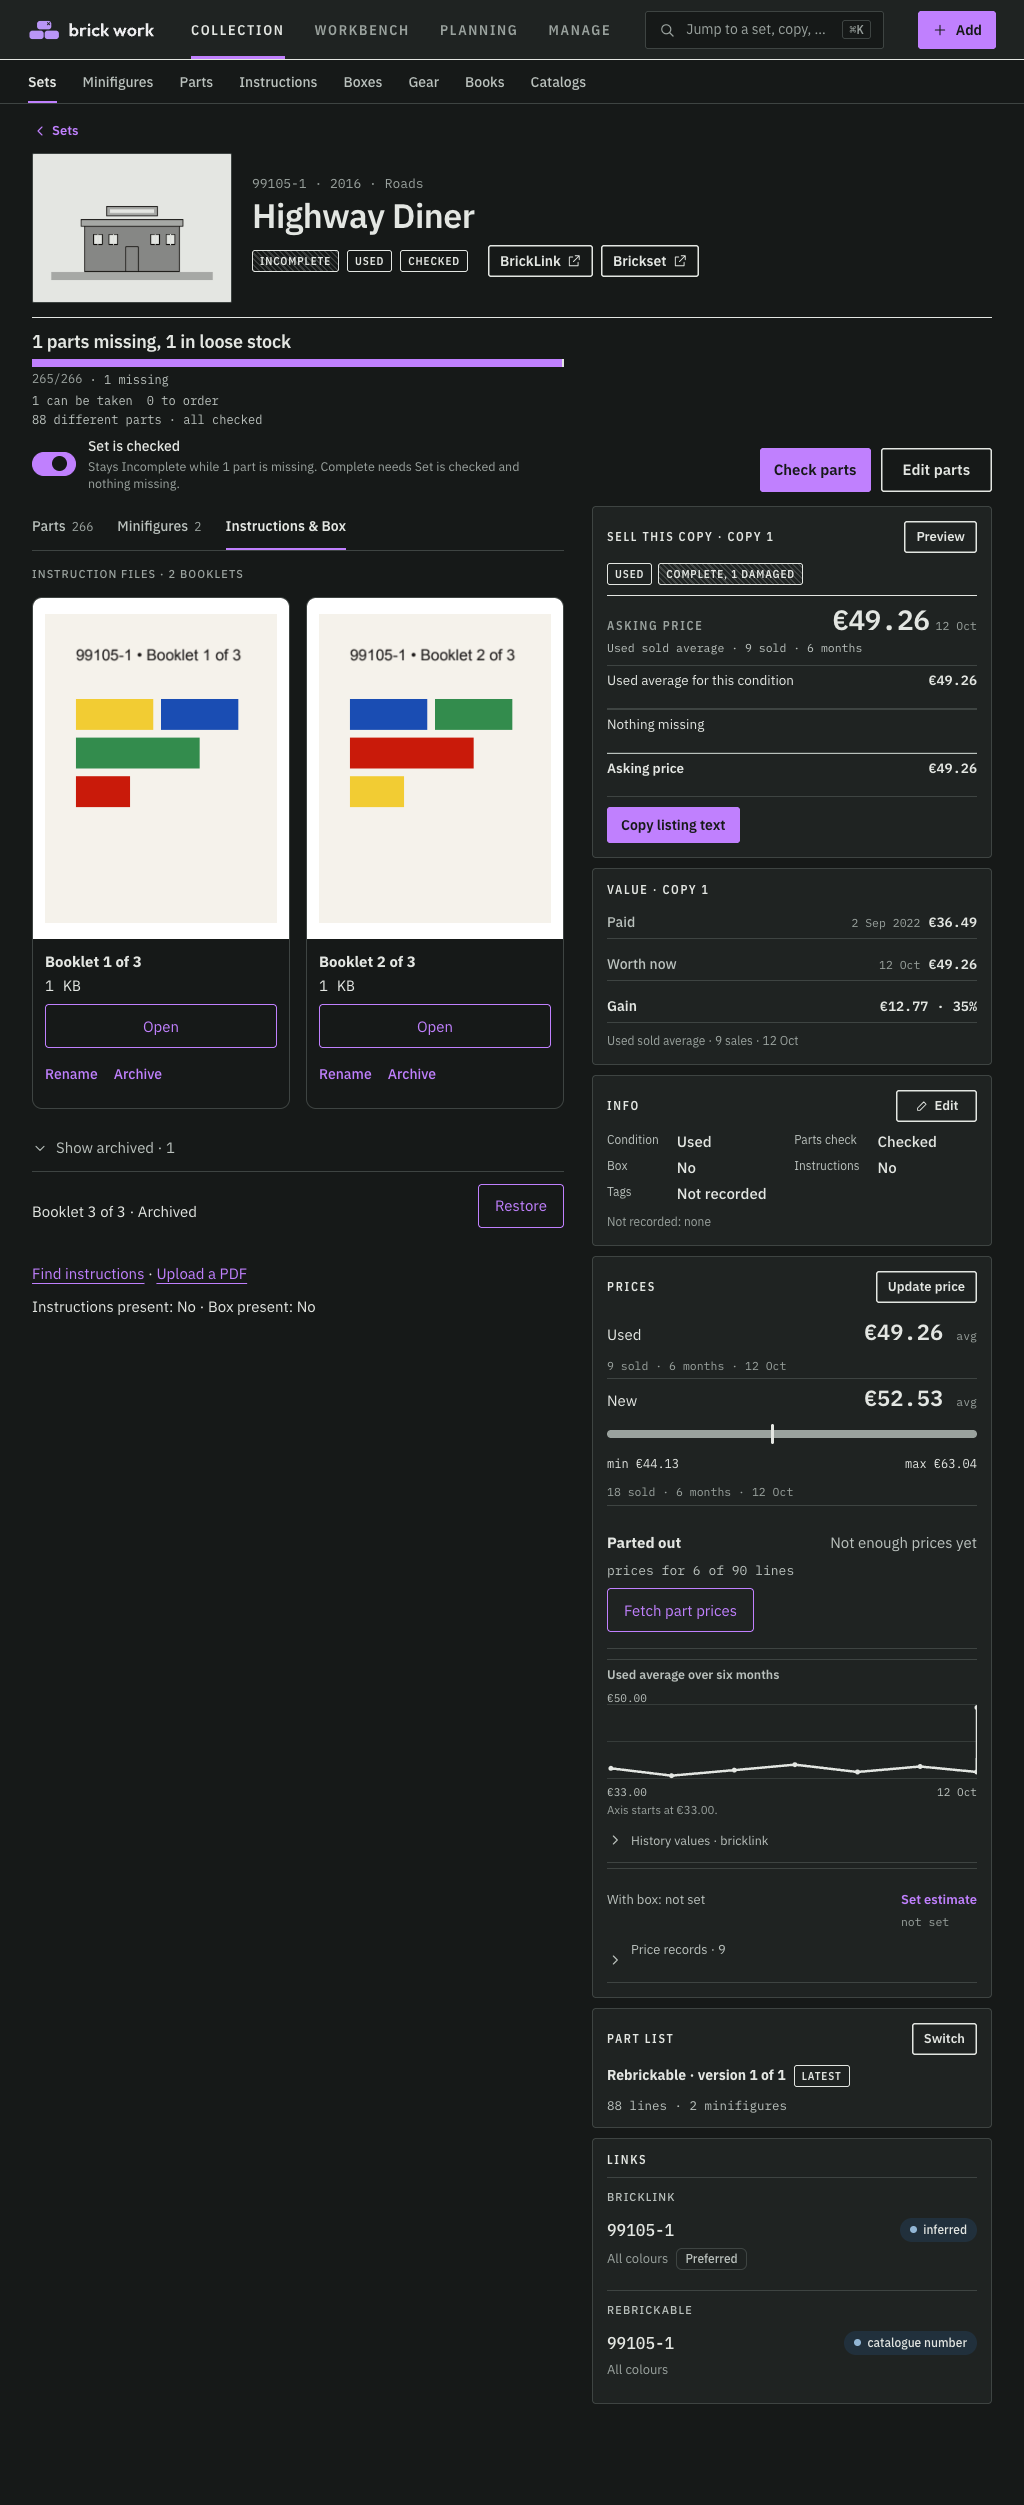 brick work
COLLECTION
WORKBENCH
PLANNING
MANAGE
Jump to a set, copy, ...
⌘K
+ Add
Sets
Minifigures
Parts
Instructions
Boxes
Gear
Books
Catalogs
Sets
99105-1 · 2016 · Roads
Highway Diner
INCOMPLETE
USED
CHECKED
BrickLink
Brickset
1 parts missing, 1 in loose stock
265/266 · 1 missing
1 can be taken 0 to order
88 different parts · all checked
Set is checked
Stays Incomplete while 1 part is missing. Complete needs Set is checked and
nothing missing.
Check parts
Edit parts
Parts 266
Minifigures 2
Instructions & Box
INSTRUCTION FILES · 2 BOOKLETS
99105-1 • Booklet 1 of 3
Booklet 1 of 3
1 KB
Open
Rename
Archive
99105-1 • Booklet 2 of 3
Booklet 2 of 3
1 KB
Open
Rename
Archive
Show archived · 1
Booklet 3 of 3 · Archived
Restore
Find instructions · Upload a PDF
Instructions present: No · Box present: No
SELL THIS COPY · COPY 1
Preview
USED
COMPLETE, 1 DAMAGED
ASKING PRICE
€49.26 12 Oct
Used sold average · 9 sold · 6 months
Used average for this condition
€49.26
Nothing missing
Asking price
€49.26
Copy listing text
VALUE · COPY 1
Paid
2 Sep 2022 €36.49
Worth now
12 Oct €49.26
Gain
€12.77 · 35%
Used sold average · 9 sales · 12 Oct
INFO
Edit
Condition
Used
Parts check
Checked
Box
No
Instructions
No
Tags
Not recorded
Not recorded: none
PRICES
Update price
Used
€49.26 avg
9 sold · 6 months · 12 Oct
New
€52.53 avg
min €44.13
max €63.04
18 sold · 6 months · 12 Oct
Parted out
Not enough prices yet
prices for 6 of 90 lines
Fetch part prices
Used average over six months
€50.00
€33.00
12 Oct
Axis starts at €33.00.
History values · bricklink
With box: not set
Set estimate
not set
Price records · 9
PART LIST
Switch
Rebrickable · version 1 of 1
LATEST
88 lines · 2 minifigures
LINKS
BRICKLINK
99105-1
inferred
All colours
Preferred
REBRICKABLE
99105-1
catalogue number
All colours